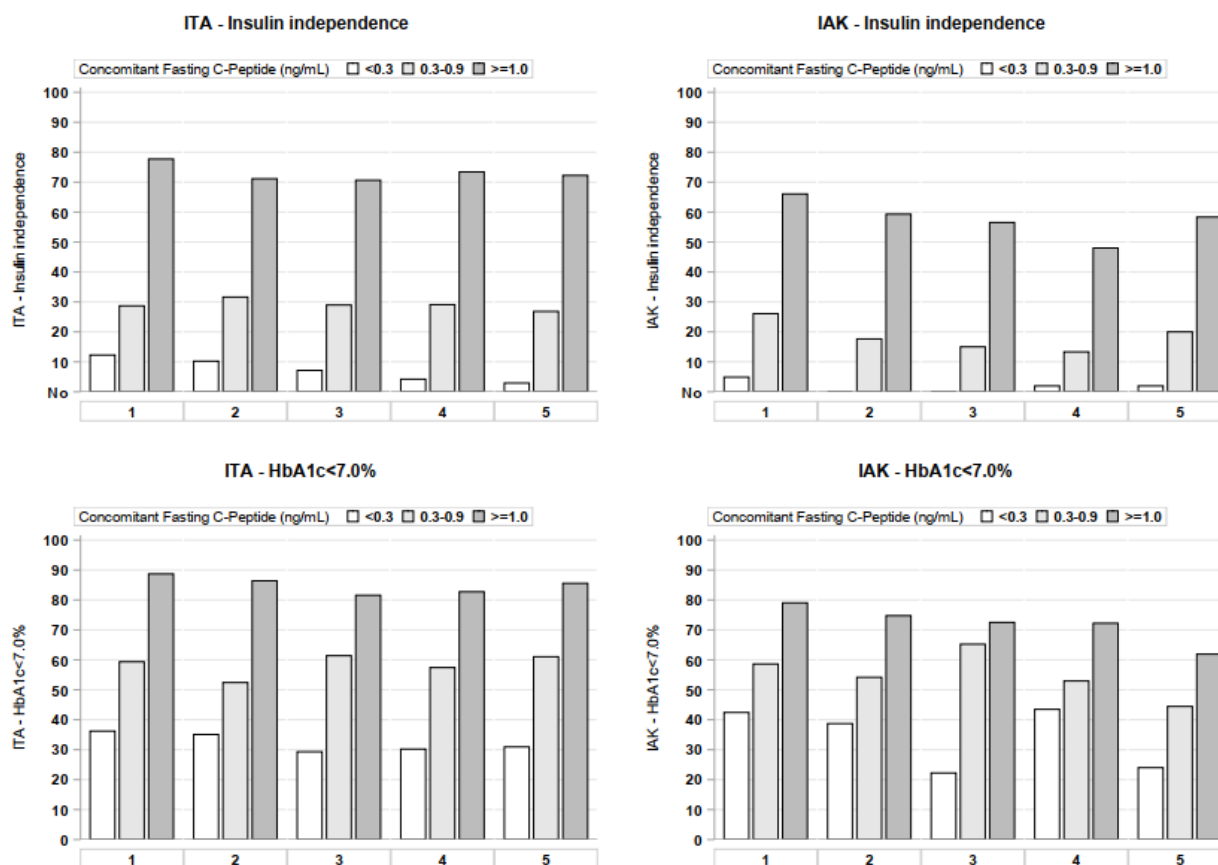 ITA - Insulin independence
Concomitant Fasting C-Peptide (ng/mL) <0.3 0.3-0.9 >=1.0
ITA - Insulin independence
100
90
80
70
60
50
40
30
20
10
No
1 2 3 4 5
IAK - Insulin independence
Concomitant Fasting C-Peptide (ng/mL) <0.3 0.3-0.9 >=1.0
IAK - Insulin independence
100
90
80
70
60
50
40
30
20
10
No
1 2 3 4 5
ITA - HbA1c<7.0%
Concomitant Fasting C-Peptide (ng/mL) <0.3 0.3-0.9 >=1.0
ITA - HbA1c<7.0%
100
90
80
70
60
50
40
30
20
10
0
1 2 3 4 5
IAK - HbA1c<7.0%
Concomitant Fasting C-Peptide (ng/mL) <0.3 0.3-0.9 >=1.0
IAK - HbA1c<7.0%
100
90
80
70
60
50
40
30
20
10
0
1 2 3 4 5